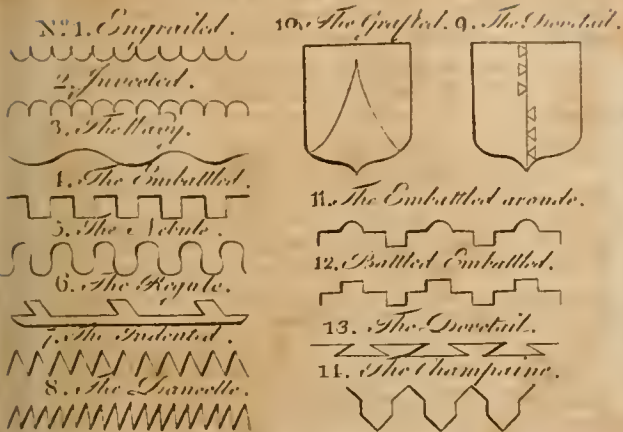 No. 1. Engrailed.
2. Inveeted.
3. The Wavy.
4. The Embattled.
5. The Nebule.
6. The Regule.
7. The Indented.
8. The Dancette.
10. The Grafted. 9. The Dovetail.
11. The Embattled aronde.
12. Battled Embattled.
13. The Dovetail.
14. The Champaine.